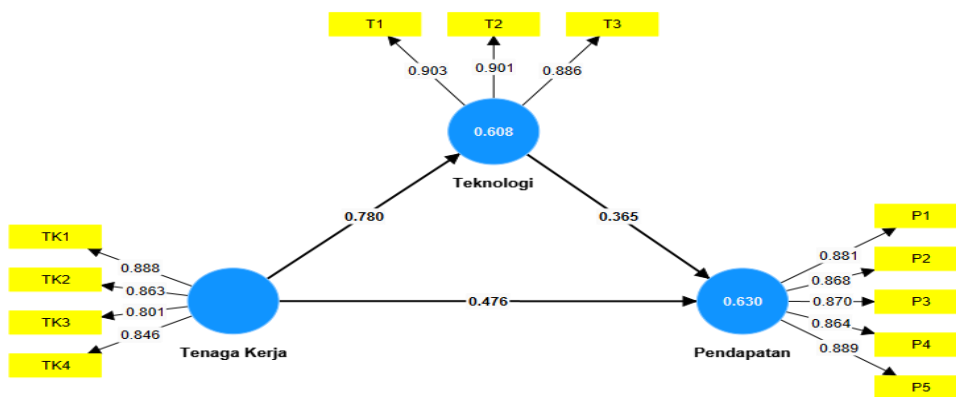 T1
T2
T3
0.903
0.901
0.886
0.608
Teknologi
0.780
0.365
TK1
TK2
TK3
TK4
0.888
0.863
0.801
0.846
Tenaga Kerja
0.476
0.630
Pendapatan
0.881
0.868
0.870
0.864
0.889
P1
P2
P3
P4
P5